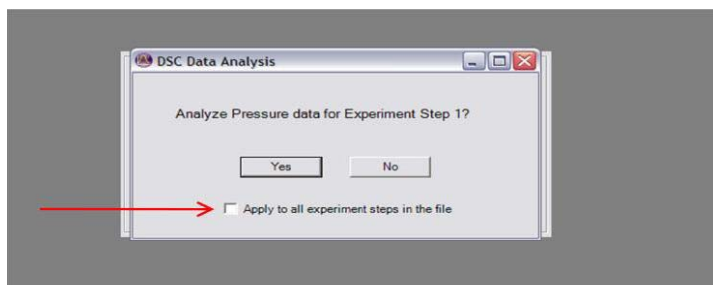 DSC Data Analysis
Analyze Pressure data for Experiment Step 1?
Yes No
Apply to all experiment steps in the file